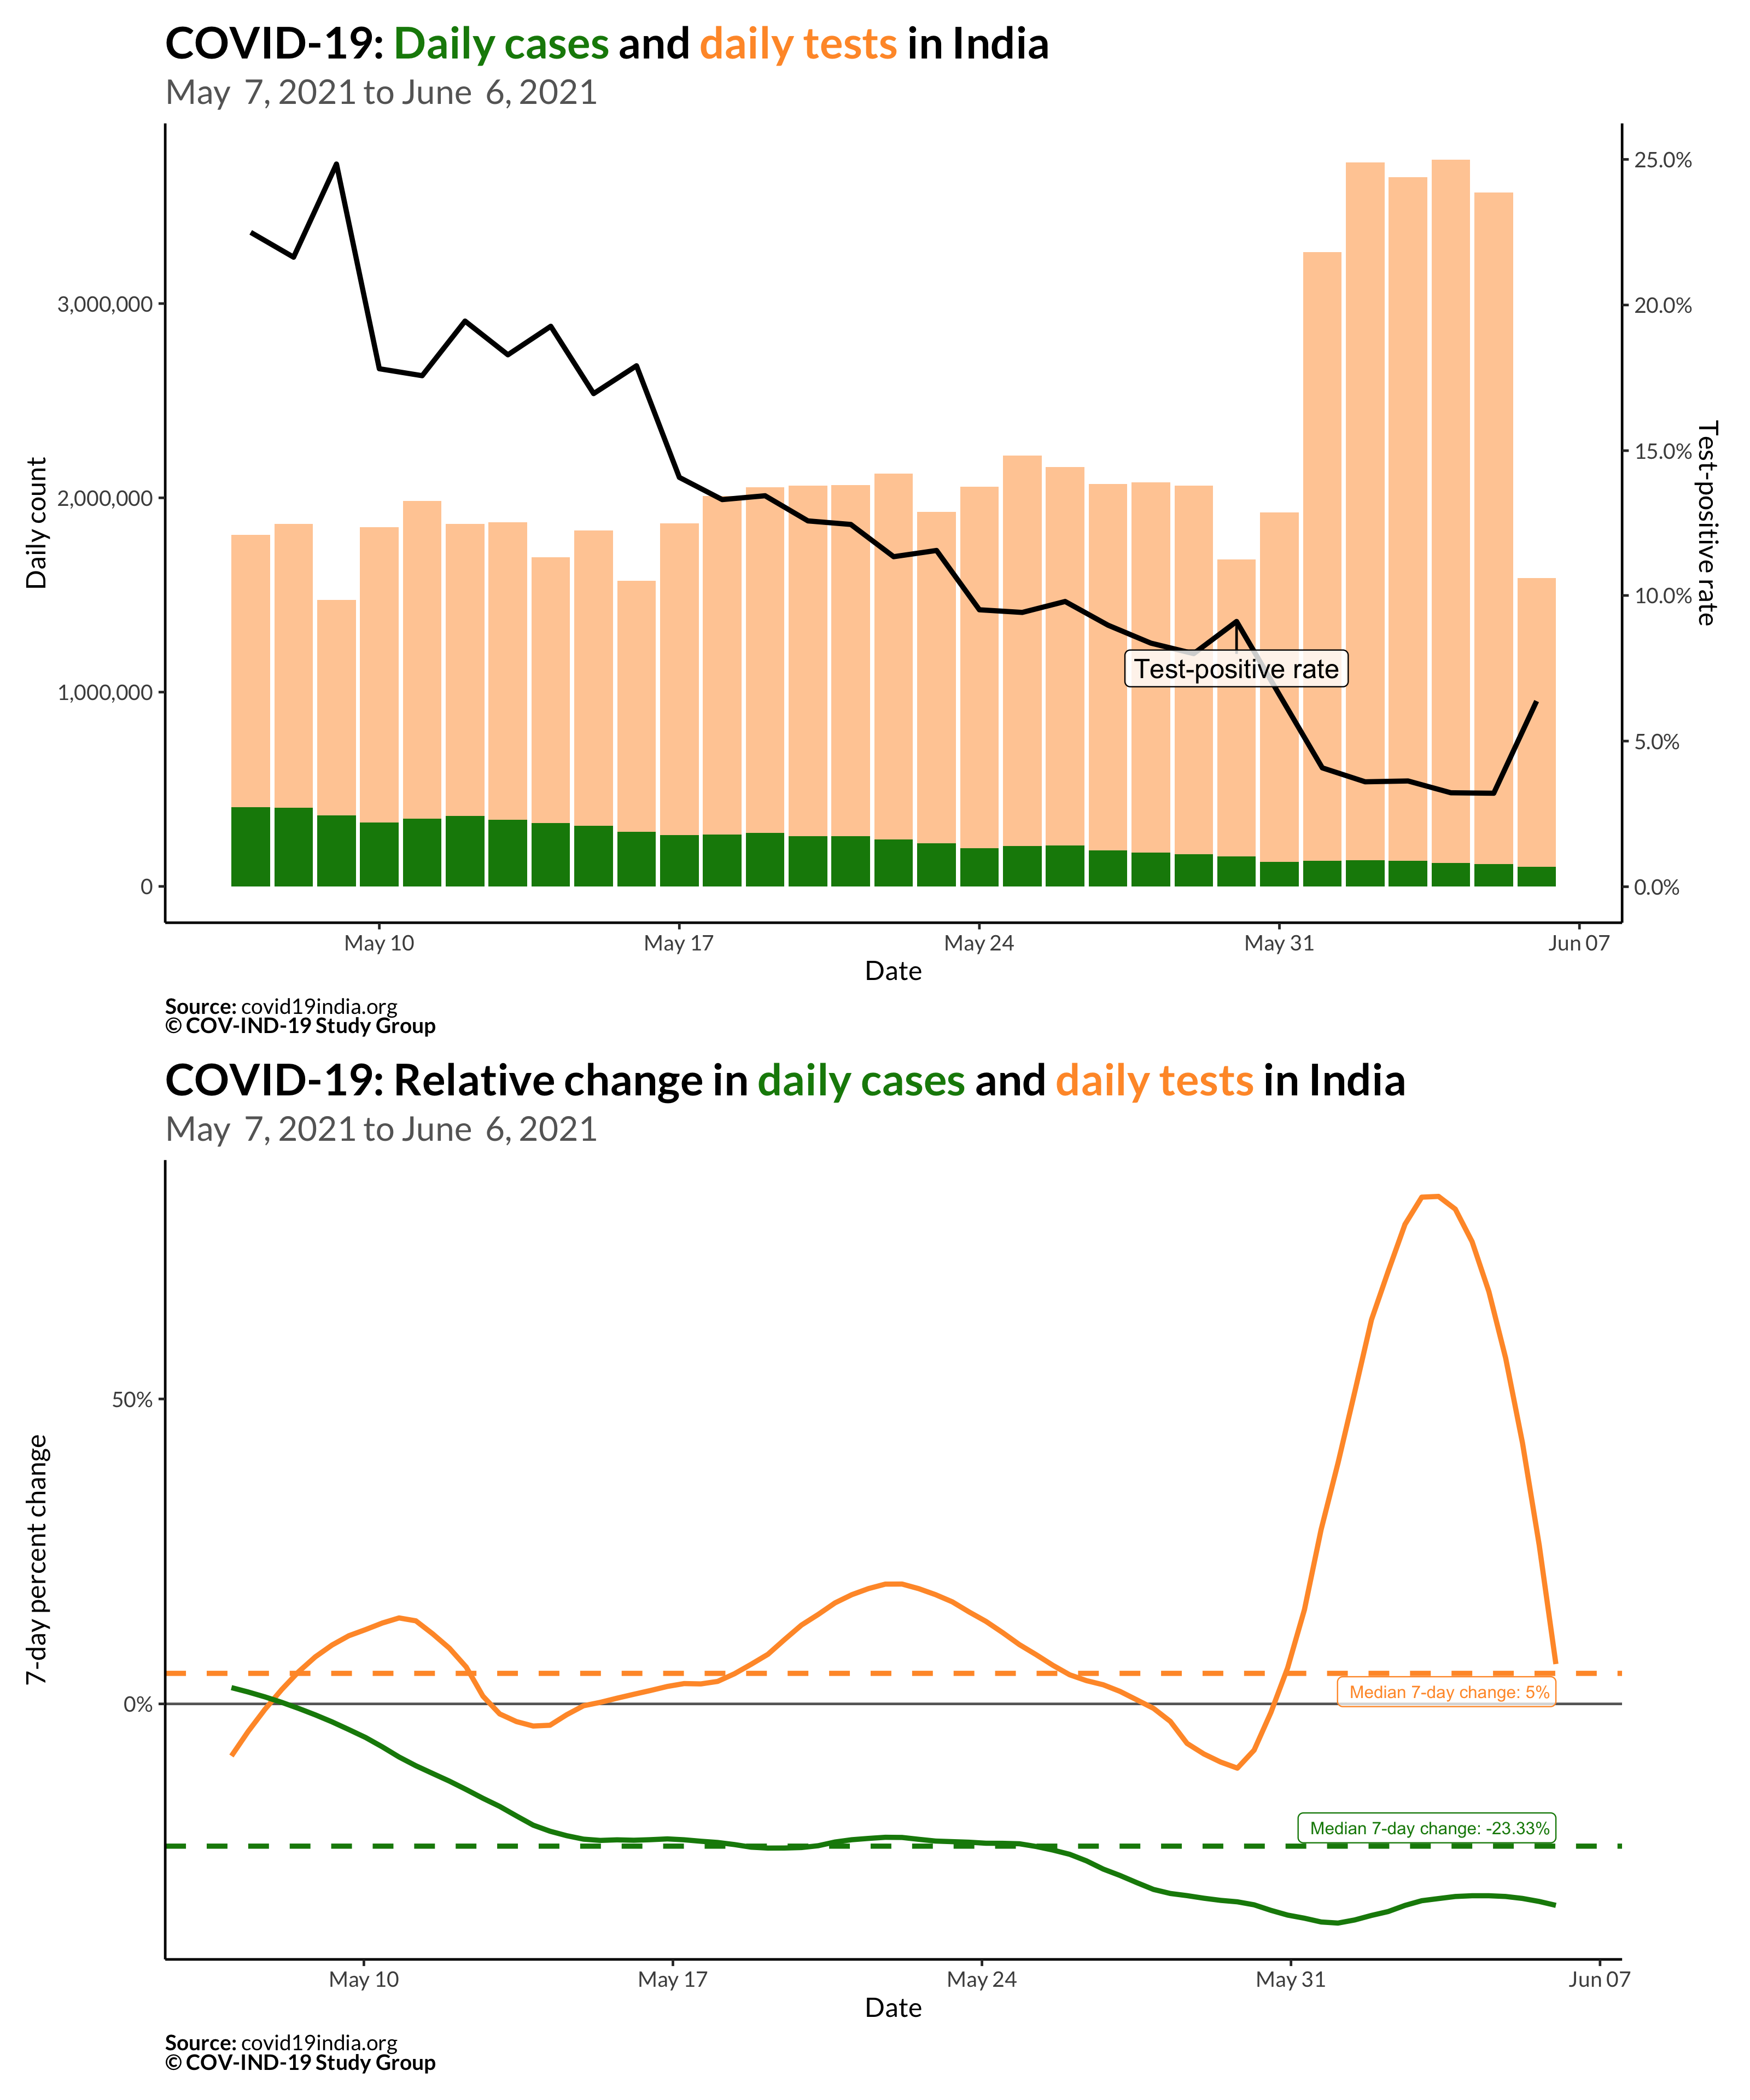 COVID-19: Daily cases and daily tests in India
May  7, 2021 to June  6, 2021
25.0%
20.0%
15.0%
10.0%
5.0%
0.0%
3,000,000
2,000,000
1,000,000
0
Daily count
Test-positive rate
Test-positive rate
May 10
May 17
May 24
May 31
Jun 07
Date
Source: covid19india.org
© COV-IND-19 Study Group
COVID-19: Relative change in daily cases and daily tests in India
May  7, 2021 to June  6, 2021
50%
0%
7-day percent change
Median 7-day change: 5%
Median 7-day change: -23.33%
May 10
May 17
May 24
May 31
Jun 07
Date
Source: covid19india.org
© COV-IND-19 Study Group